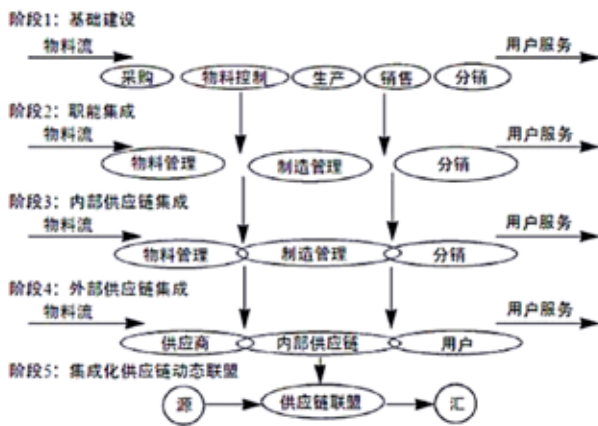 阶段1：基础建设
物料流 用户服务
采购 物料控制 生产 销售 分销
阶段2：职能集成
物料流 用户服务
物料管理 制造管理 分销
阶段3：内部供应链集成
物料流 用户服务
物料管理 制造管理 分销
阶段4：外部供应链集成
物料流 用户服务
供应商 内部供应链 用户
阶段5：集成化供应链动态联盟
源 供应链联盟 汇